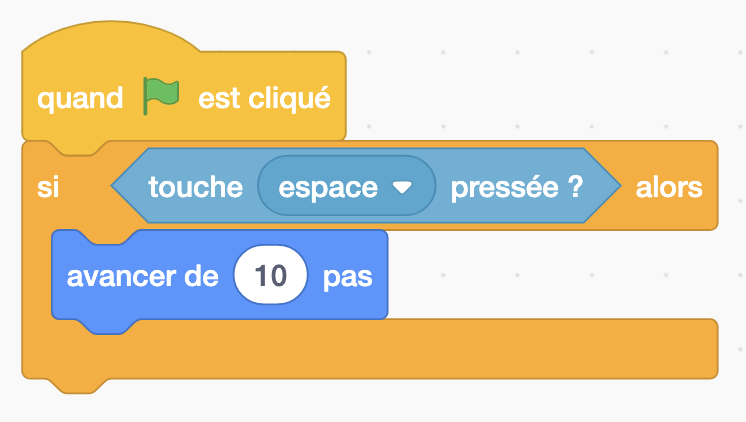 quand est cliqué
si touche espace pressée ? alors
avancer de 10 pas